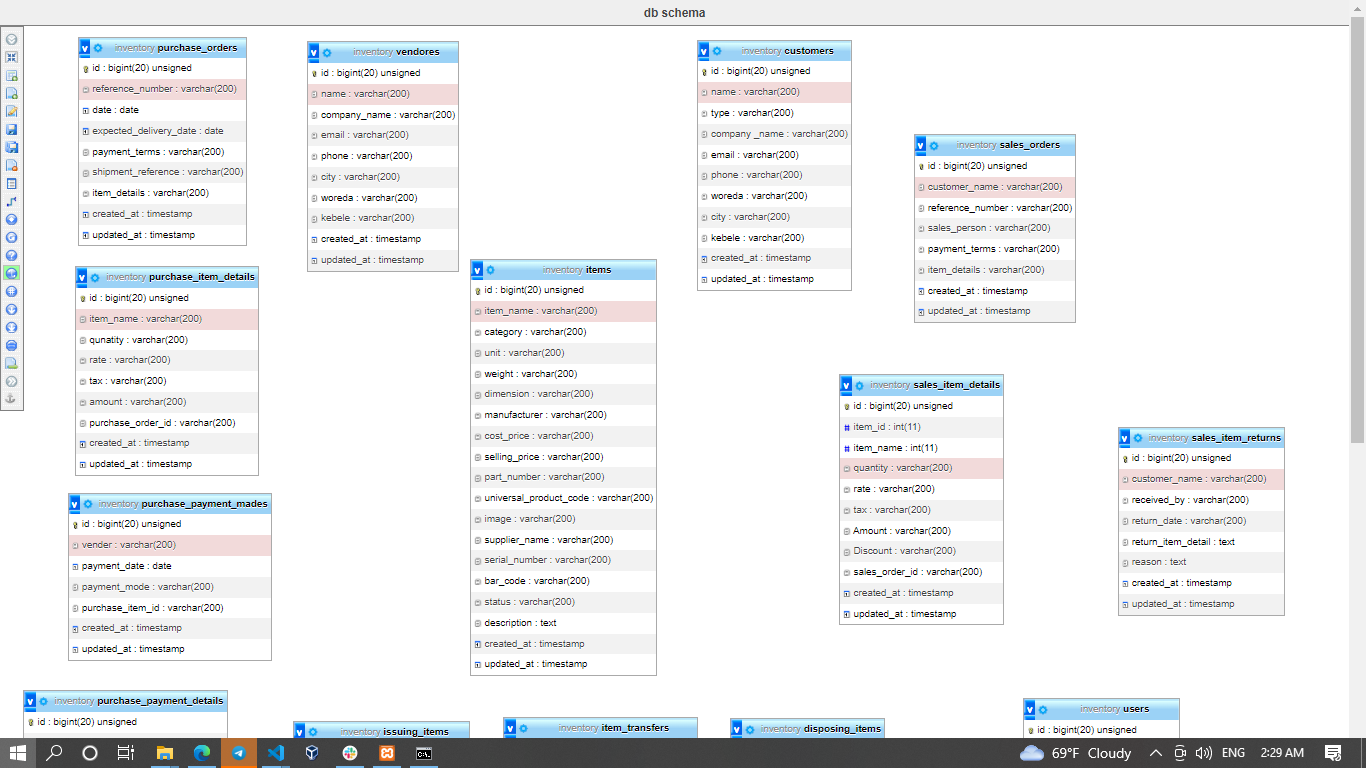 db schema
inventory purchase_orders
id : bigint(20) unsigned
reference_number : varchar(200)
date : date
expected_delivery_date : date
payment_terms : varchar(200)
shipment_reference : varchar(200)
item_details : varchar(200)
created_at : timestamp
updated_at : timestamp
inventory vendores
id : bigint(20) unsigned
name : varchar(200)
company_name : varchar(200)
email : varchar(200)
phone : varchar(200)
city : varchar(200)
woreda : varchar(200)
kebele : varchar(200)
created_at : timestamp
updated_at : timestamp
inventory customers
id : bigint(20) unsigned
name : varchar(200)
type : varchar(200)
company _name : varchar(200)
email : varchar(200)
phone : varchar(200)
woreda : varchar(200)
city : varchar(200)
kebele : varchar(200)
created_at : timestamp
updated_at : timestamp
inventory sales_orders
id : bigint(20) unsigned
customer_name : varchar(200)
reference_number : varchar(200)
sales_person : varchar(200)
payment_terms : varchar(200)
item_details : varchar(200)
created_at : timestamp
updated_at : timestamp
inventory purchase_item_details
id : bigint(20) unsigned
item_name : varchar(200)
qunatity : varchar(200)
rate : varchar(200)
tax : varchar(200)
amount : varchar(200)
purchase_order_id : varchar(200)
created_at : timestamp
updated_at : timestamp
inventory items
id : bigint(20) unsigned
item_name : varchar(200)
category : varchar(200)
unit : varchar(200)
weight : varchar(200)
dimension : varchar(200)
manufacturer : varchar(200)
cost_price : varchar(200)
selling_price : varchar(200)
part_number : varchar(200)
universal_product_code : varchar(200)
image : varchar(200)
supplier_name : varchar(200)
serial_number : varchar(200)
bar_code : varchar(200)
status : varchar(200)
description : text
created_at : timestamp
updated_at : timestamp
inventory sales_item_details
id : bigint(20) unsigned
item_id : int(11)
item_name : int(11)
quantity : varchar(200)
rate : varchar(200)
tax : varchar(200)
Amount : varchar(200)
Discount : varchar(200)
sales_order_id : varchar(200)
created_at : timestamp
updated_at : timestamp
inventory sales_item_returns
id : bigint(20) unsigned
customer_name : varchar(200)
received_by : varchar(200)
return_date : varchar(200)
return_item_detail : text
reason : text
created_at : timestamp
updated_at : timestamp
inventory purchase_payment_mades
id : bigint(20) unsigned
vender : varchar(200)
payment_date : date
payment_mode : varchar(200)
purchase_item_id : varchar(200)
created_at : timestamp
updated_at : timestamp
inventory purchase_payment_details
id : bigint(20) unsigned
inventory issuing_items
inventory item_transfers
inventory disposing_items
inventory users
id : bigint(20) unsigned
69°F Cloudy
ENG
2:29 AM